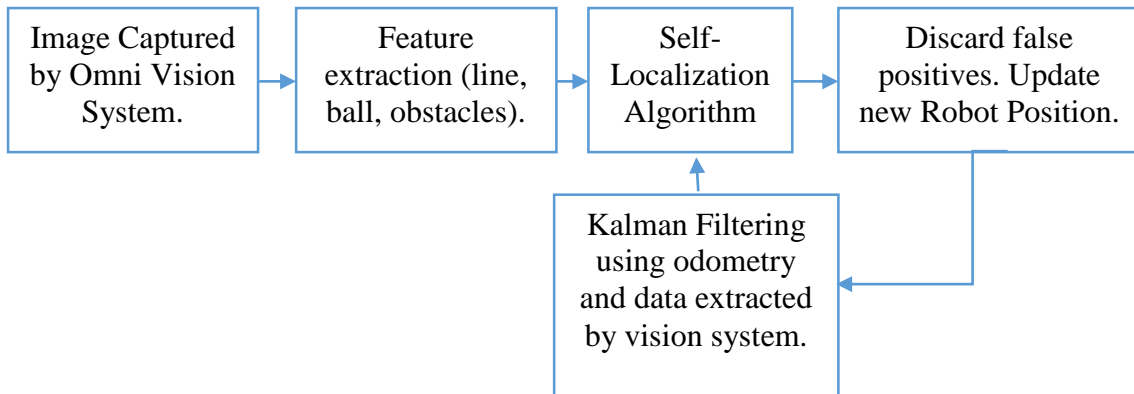 Image Captured
by Omni Vision
System.
Feature
extraction (line,
ball, obstacles).
Self-
Localization
Algorithm
Discard false
positives. Update
new Robot Position.
Kalman Filtering
using odometry
and data extracted
by vision system.